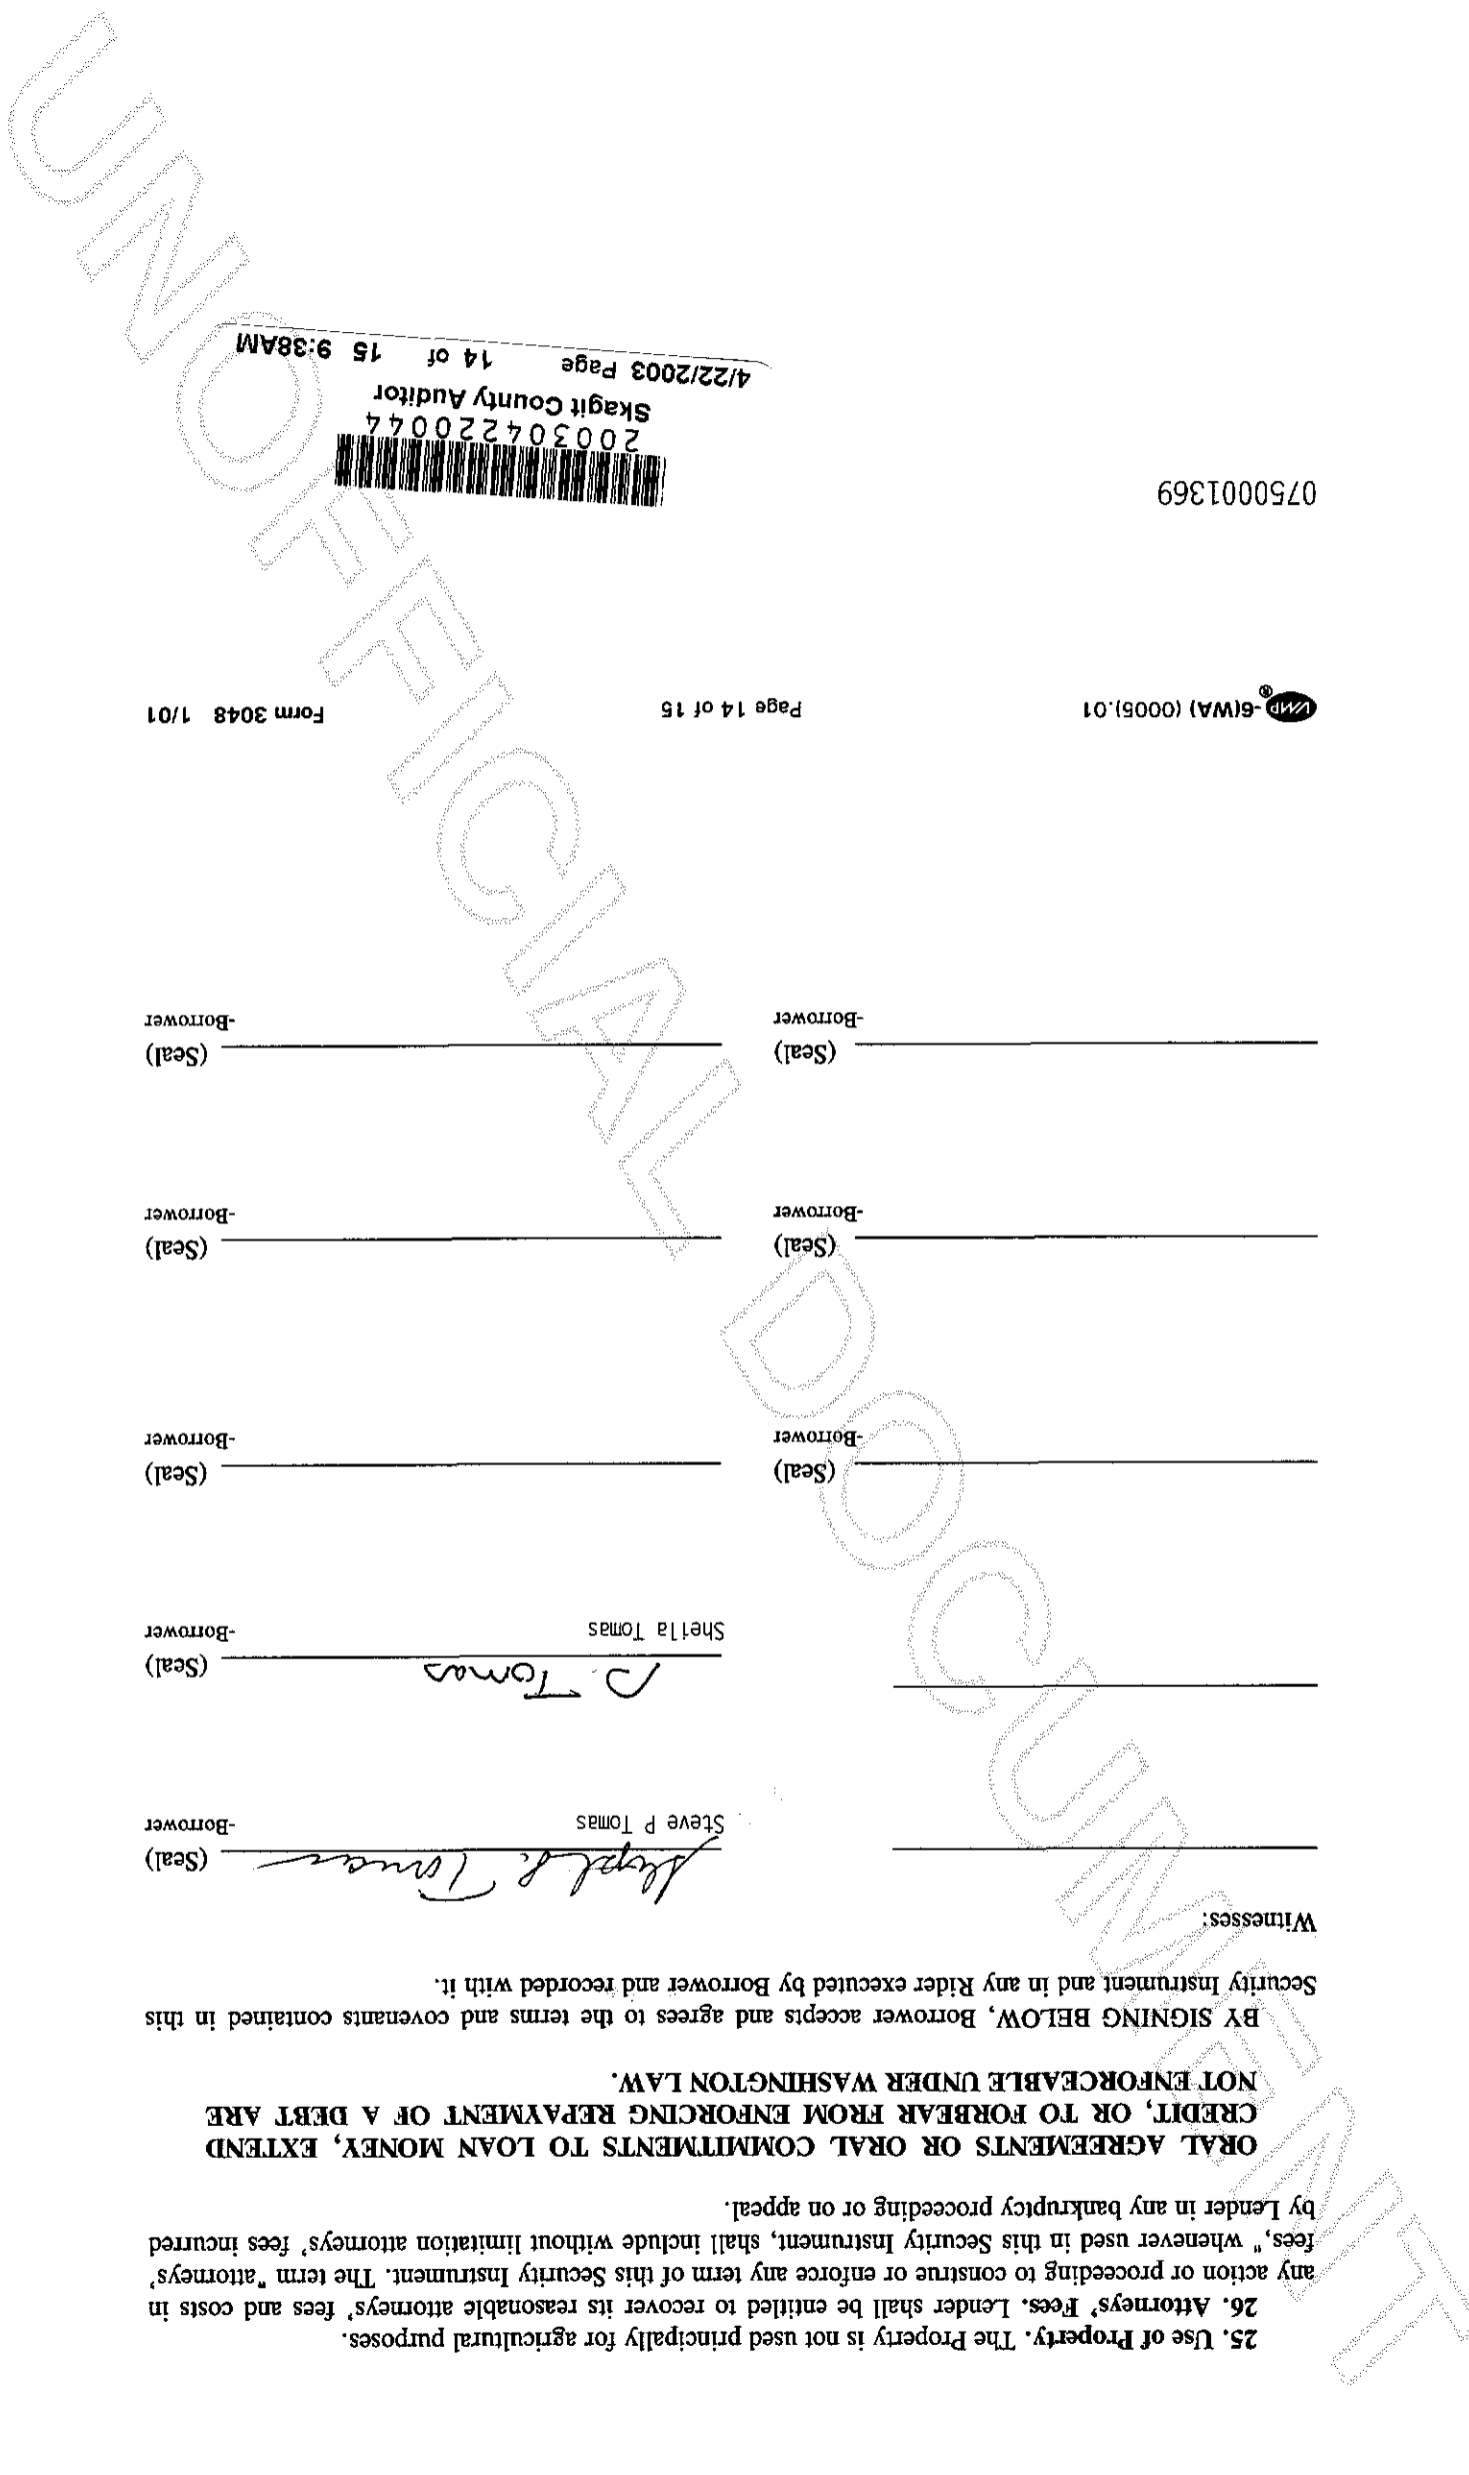 25. Use of Property. The Property is not used principally for agricultural purposes.
26. Attorneys' Fees. Lender shall be entitled to recover its reasonable attorneys' fees and costs in
any action or proceeding to construe or enforce any term of this Security Instrument. The term "attorneys'
fees," whenever used in this Security Instrument, shall include without limitation attorneys' fees incurred
by Lender in any bankruptcy proceeding or on appeal.
ORAL AGREEMENTS OR ORAL COMMITMENTS TO LOAN MONEY, EXTEND
CREDIT, OR TO FORBEAR FROM ENFORCING REPAYMENT OF A DEBT ARE
NOT ENFORCEABLE UNDER WASHINGTON LAW.
BY SIGNING BELOW, Borrower accepts and agrees to the terms and covenants contained in this
Security Instrument and in any Rider executed by Borrower and recorded with it.
Witnesses:
(Seal)
Steve P Tomas -Borrower
S. Tomas (Seal)
Sheila Tomas -Borrower
(Seal) (Seal)
-Borrower -Borrower
(Seal) (Seal)
-Borrower -Borrower
(Seal) (Seal)
-Borrower -Borrower
VMP -6(WA) (0005).01 Page 14 of 15 Form 3048 1/01
0750001369
200304220044
Skagit County Auditor
4/22/2003 Page 14 of 15 9:38AM
UNOFFICIAL DOCUMENT